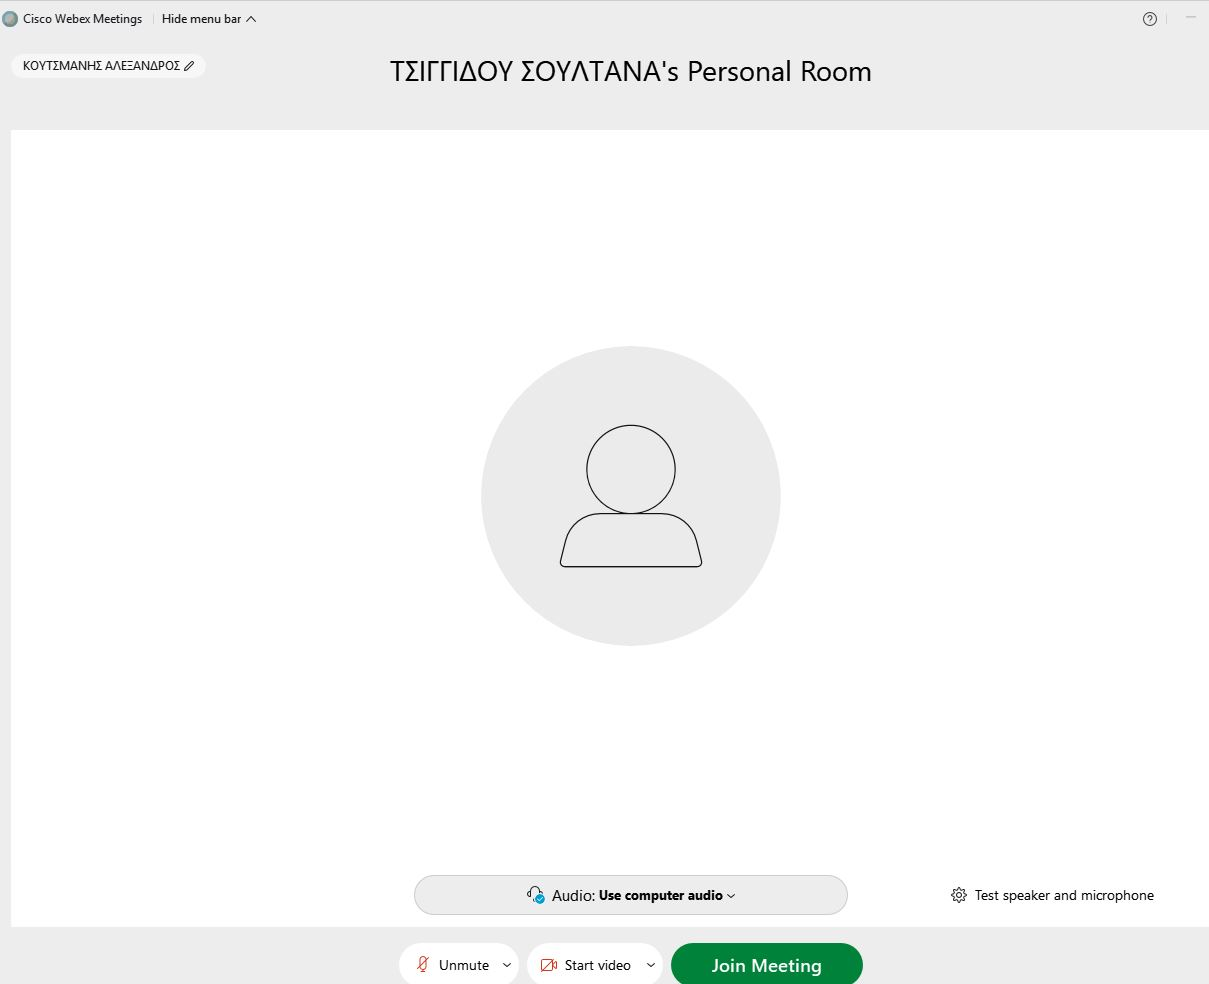 Cisco Webex Meetings Hide menu bar
ΚΟΥΤΣΜΑΝΗΣ ΑΛΕΞΑΝΔΡΟΣ
ΤΣΙΓΓΙΔΟΥ ΣΟΥΛΤΑΝΑ's Personal Room
Audio: Use computer audio
Test speaker and microphone
Unmute
Start video
Join Meeting